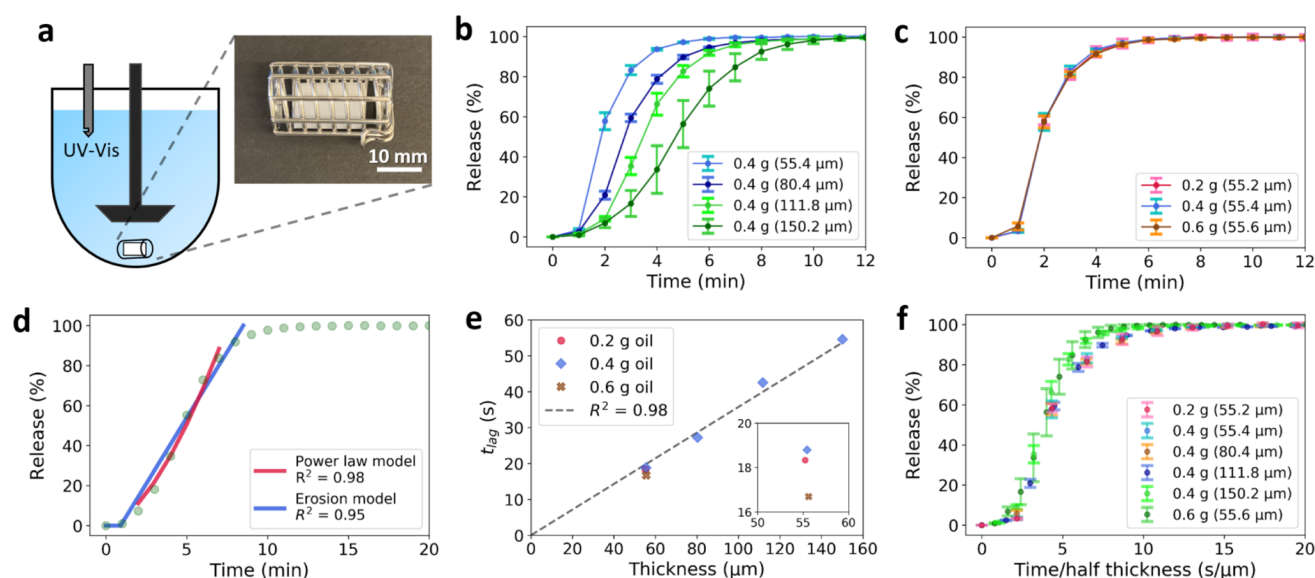 a
UV-Vis
10 mm
b
Release (%)
100
80
60
40
20
0
0.4 g (55.4 µm)
0.4 g (80.4 µm)
0.4 g (111.8 µm)
0.4 g (150.2 µm)
0 2 4 6 8 10 12
Time (min)
c
Release (%)
100
80
60
40
20
0
0.2 g (55.2 µm)
0.4 g (55.4 µm)
0.6 g (55.6 µm)
0 2 4 6 8 10 12
Time (min)
d
Release (%)
100
80
60
40
20
0
Power law model
R² = 0.98
Erosion model
R² = 0.95
0 5 10 15 20
Time (min)
e
tlag (s)
60
50
40
30
20
10
0
0.2 g oil
0.4 g oil
0.6 g oil
R² = 0.98
20
18
16
50 55 60
0 20 40 60 80 100 120 140 160
Thickness (µm)
f
Release (%)
100
80
60
40
20
0
0.2 g (55.2 µm)
0.4 g (55.4 µm)
0.4 g (80.4 µm)
0.4 g (111.8 µm)
0.4 g (150.2 µm)
0.6 g (55.6 µm)
0 5 10 15 20
Time/half thickness (s/µm)